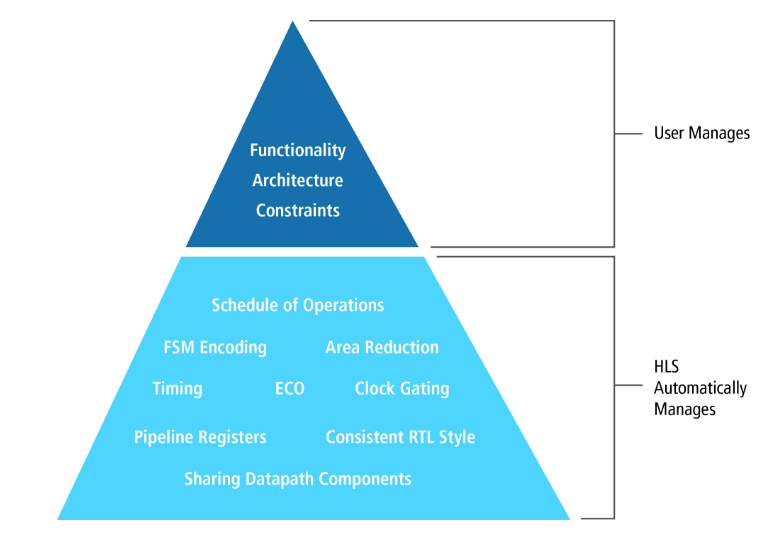 Functionality
Architecture
Constraints
User Manages
Schedule of Operations
FSM Encoding Area Reduction
Timing ECO Clock Gating
Pipeline Registers Consistent RTL Style
Sharing Datapath Components
HLS
Automatically
Manages